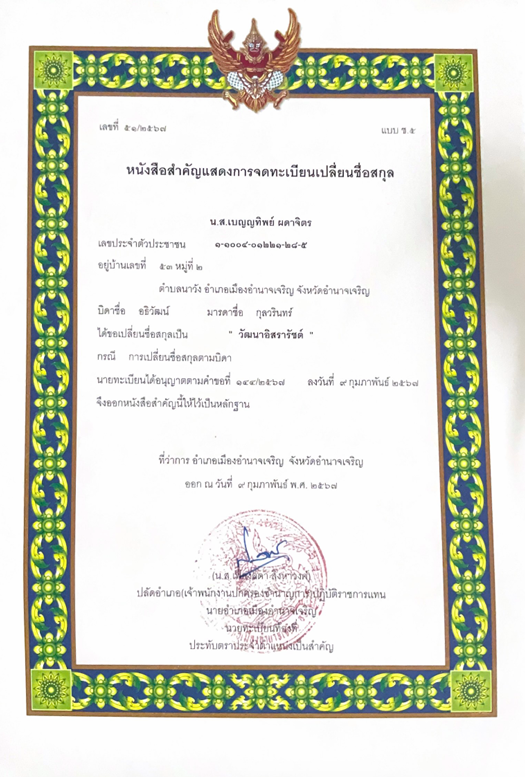 เลขที่ ๕๑/๒๕๖๗ แบบ ช.๕
หนังสือสำคัญแสดงการจดทะเบียนเปลี่ยนชื่อสกุล
น.ส.เบญญทิพย์ ผดาจิตร
เลขประจำตัวประชาชน ๑-๑๐๐๔-๐๑๒๒๑-๒๘-๕
อยู่บ้านเลขที่ ๕๓ หมู่ที่ ๒
ตำบลนาวัง อำเภอเมืองอำนาจเจริญ จังหวัดอำนาจเจริญ
บิดาชื่อ อธิวัฒน์ มารดาชื่อ กุลวรินทร์
ได้ขอเปลี่ยนชื่อสกุลเป็น " วัฒนาอิสรารัชต์ "
กรณี การเปลี่ยนชื่อสกุลตามบิดา
นายทะเบียนได้อนุญาตตามคำขอที่ ๑๔๔/๒๕๖๗ ลงวันที่ ๙ กุมภาพันธ์ ๒๕๖๗
จึงออกหนังสือสำคัญนี้ให้ไว้เป็นหลักฐาน
ที่ว่าการ อำเภอเมืองอำนาจเจริญ จังหวัดอำนาจเจริญ
ออก ณ วันที่ ๙ กุมภาพันธ์ พ.ศ. ๒๕๖๗
(น.ส.
ปลัดอำเภอ(เจ้าพนักงานปกครองชำนาญการ)ปฏิบัติราชการแทน
นายอำเภอเมืองอำนาจเจริญ
นายทะเบียนท้องที่
ประทับตราประจำตำแหน่งเป็นสำคัญ